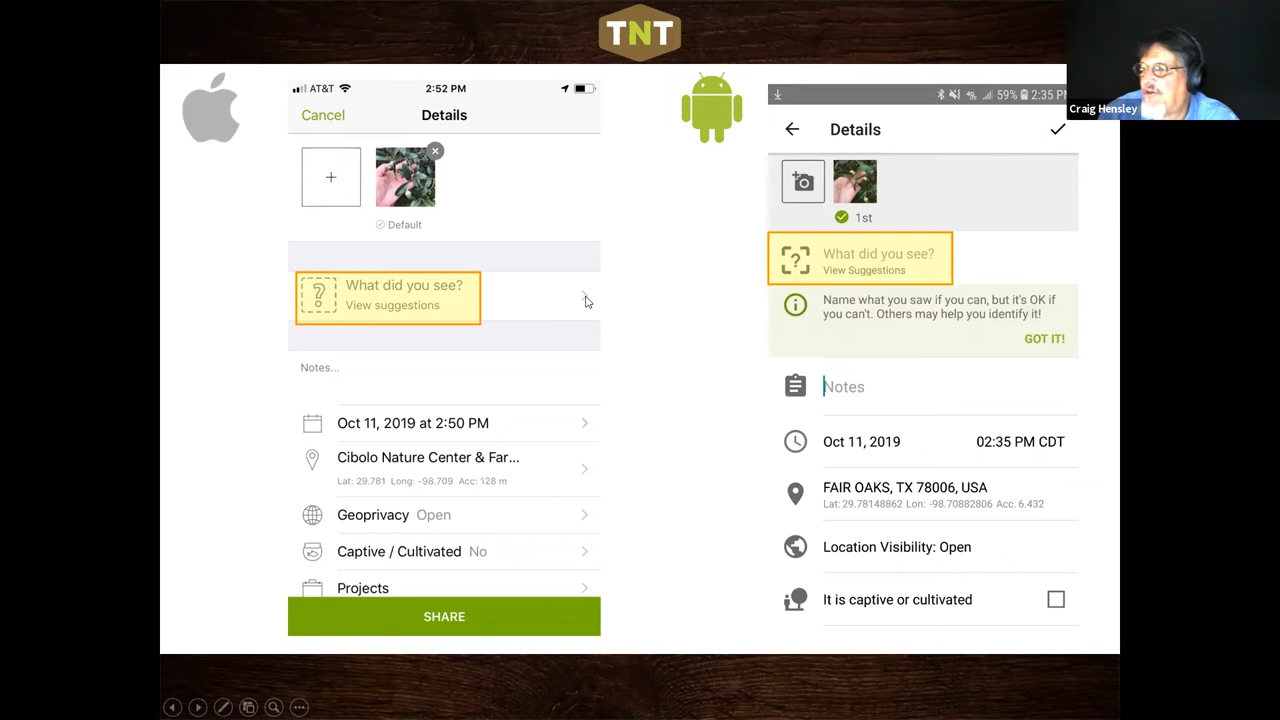 TNT
AT&T 2:52 PM
Cancel Details
+
Default
What did you see?
View suggestions
Notes...
Oct 11, 2019 at 2:50 PM
Cibolo Nature Center & Far...
Lat: 29.781 Long: -98.709 Acc: 128 m
Geoprivacy Open
Captive / Cultivated No
Projects
SHARE
59% 2:35 PM
Details
1st
What did you see?
View Suggestions
Name what you saw if you can, but it's OK if
you can't. Others may help you identify it!
GOT IT!
Notes
Oct 11, 2019 02:35 PM CDT
FAIR OAKS, TX 78006, USA
Lat: 29.78148862 Lon: -98.70882806 Acc. 6.432
Location Visibility: Open
It is captive or cultivated
Craig Hensley